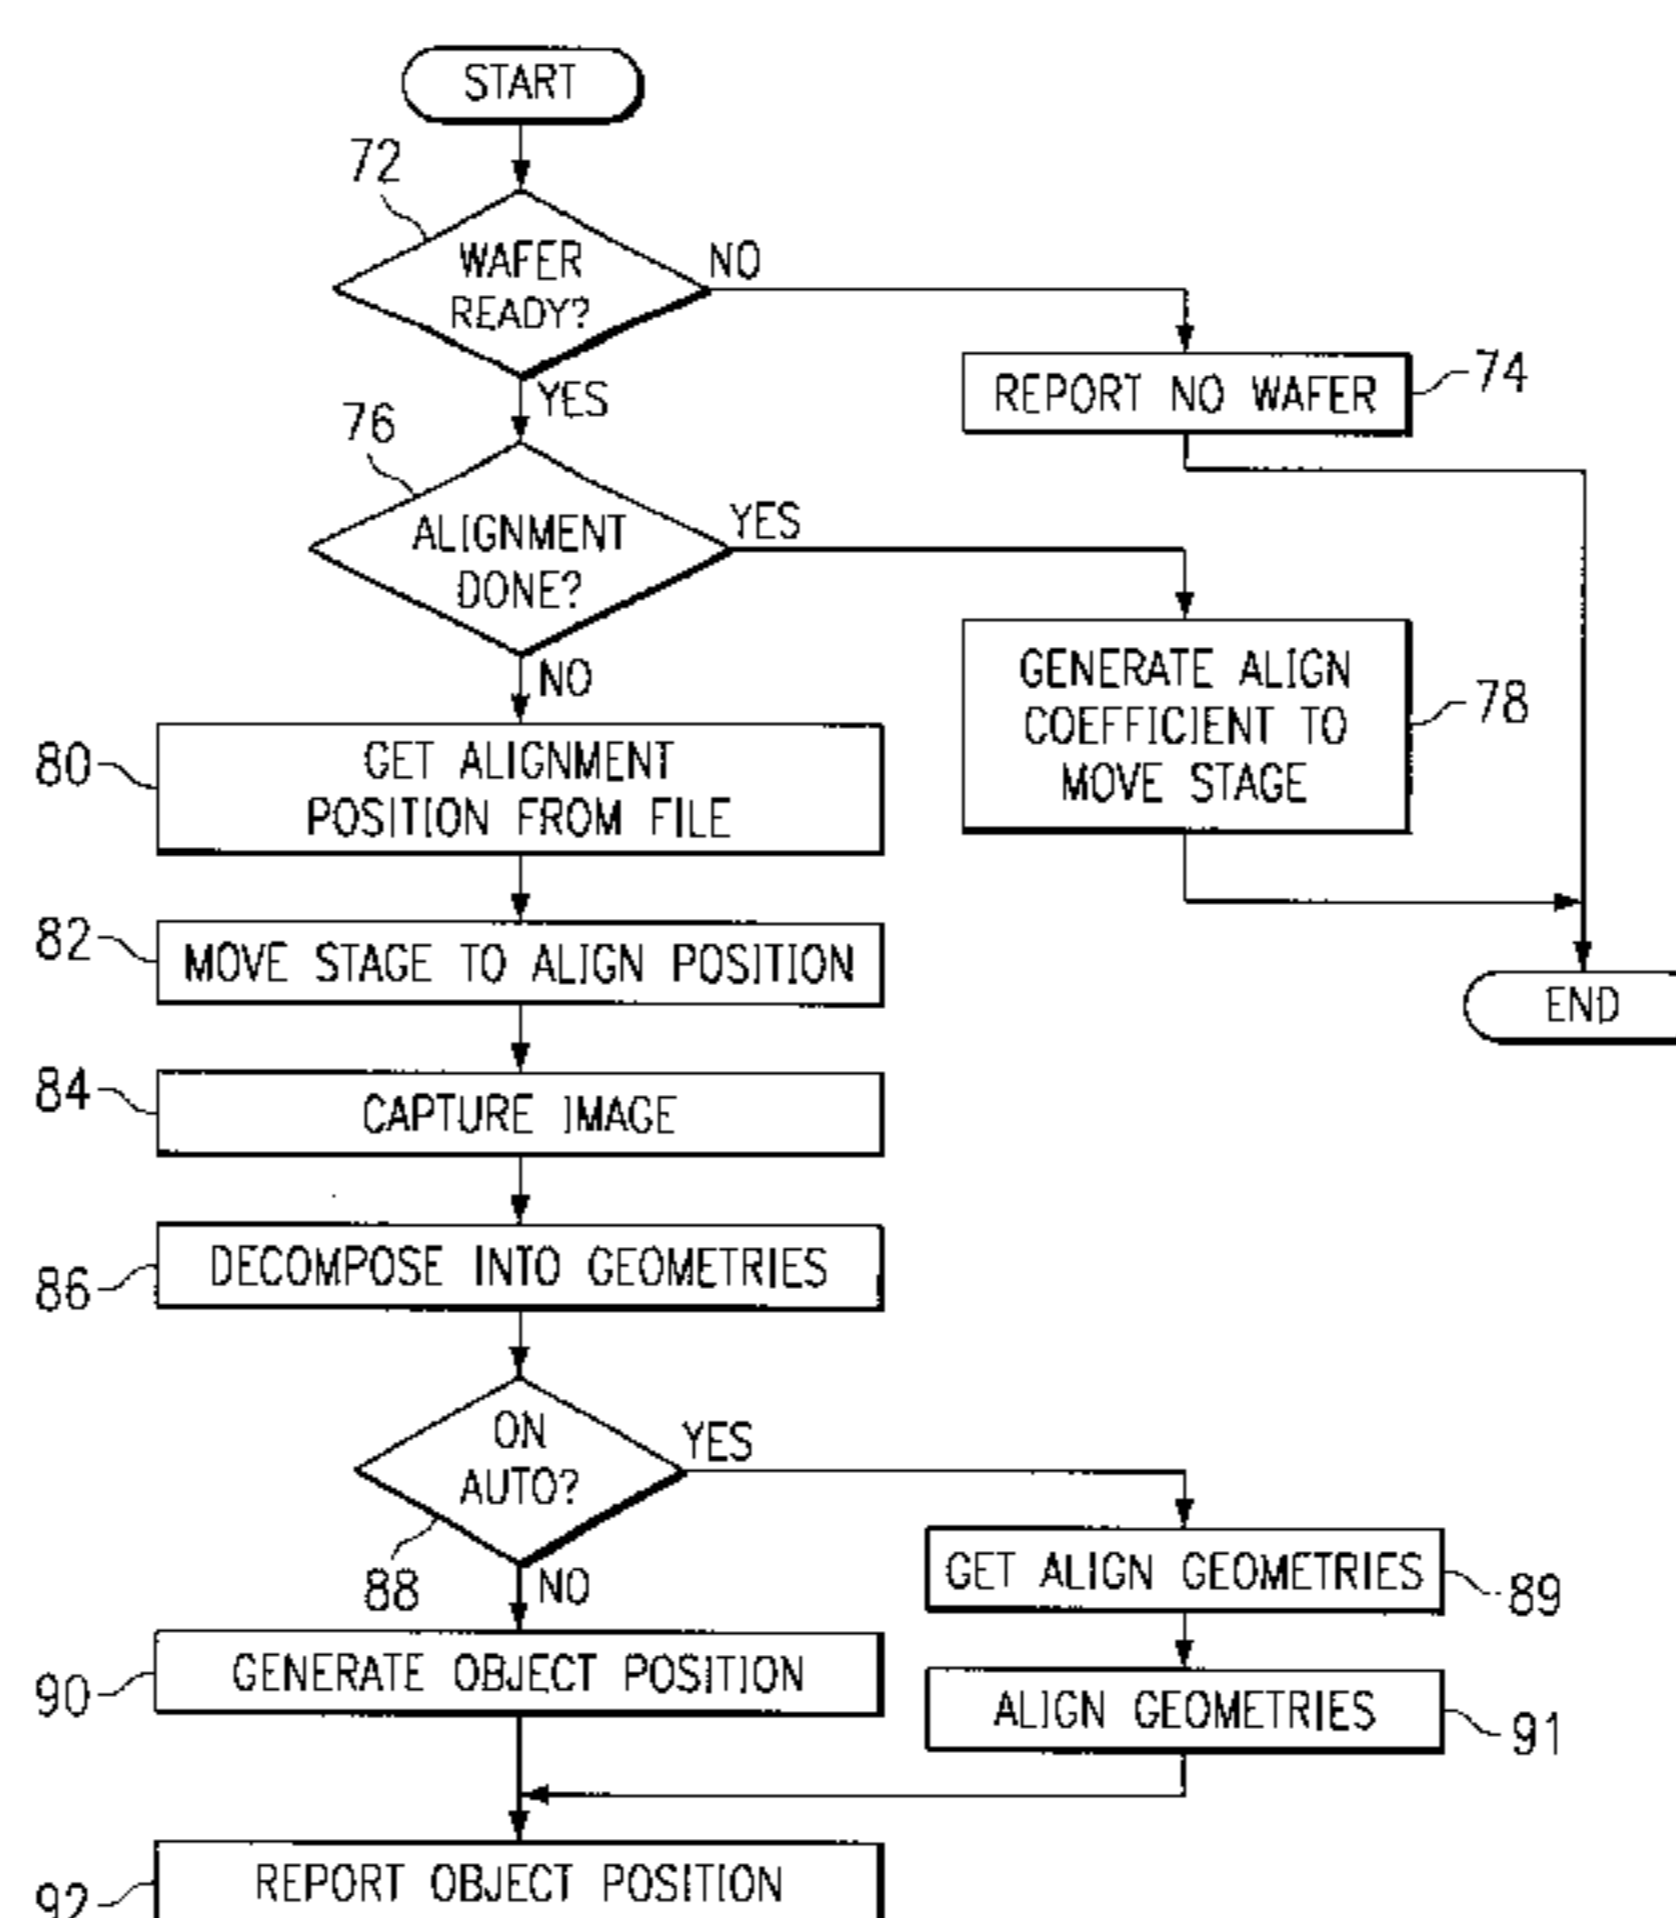 START
72
WAFER
READY?
NO
YES
REPORT NO WAFER
74
76
ALIGNMENT
DONE?
YES
NO
GENERATE ALIGN
COEFFICIENT TO
MOVE STAGE
78
80
GET ALIGNMENT
POSITION FROM FILE
82
MOVE STAGE TO ALIGN POSITION
END
84
CAPTURE IMAGE
86
DECOMPOSE INTO GEOMETRIES
ON
AUTO?
YES
88
NO
GET ALIGN GEOMETRIES
89
90
GENERATE OBJECT POSITION
ALIGN GEOMETRIES
91
92
REPORT OBJECT POSITION